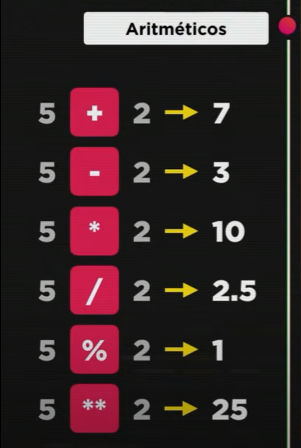 Aritméticos
5 + 2 → 7
5 - 2 → 3
5 * 2 → 10
5 / 2 → 2.5
5 % 2 → 1
5 ** 2 → 25